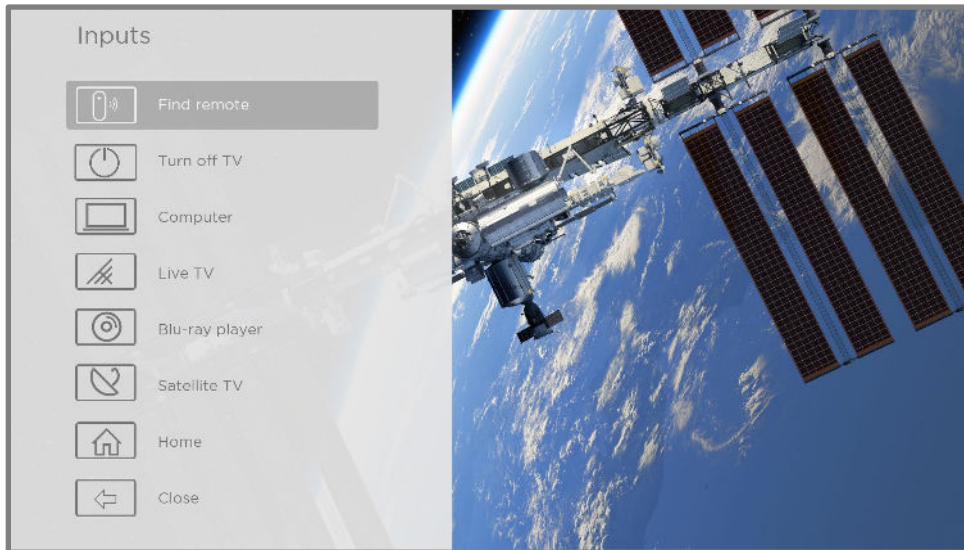 Inputs
Find remote
Turn off TV
Computer
Live TV
Blu-ray player
Satellite TV
Home
Close